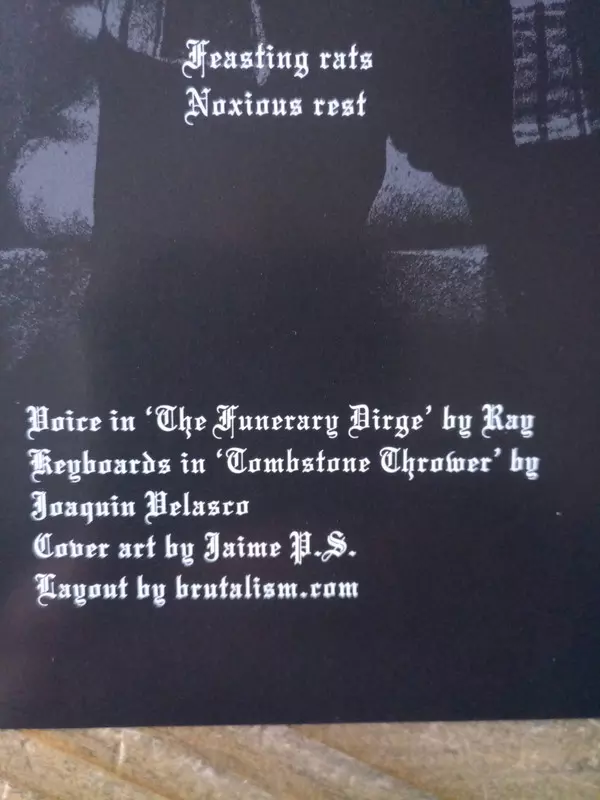 Feasting rats
Noxious rest
Voice in ‘The Funerary Dirge’ by Ray
Keyboards in ‘Tombstone Thrower’ by
Joaquin Velasco
Cover art by Jaime P.S.
Layout by brutalism.com